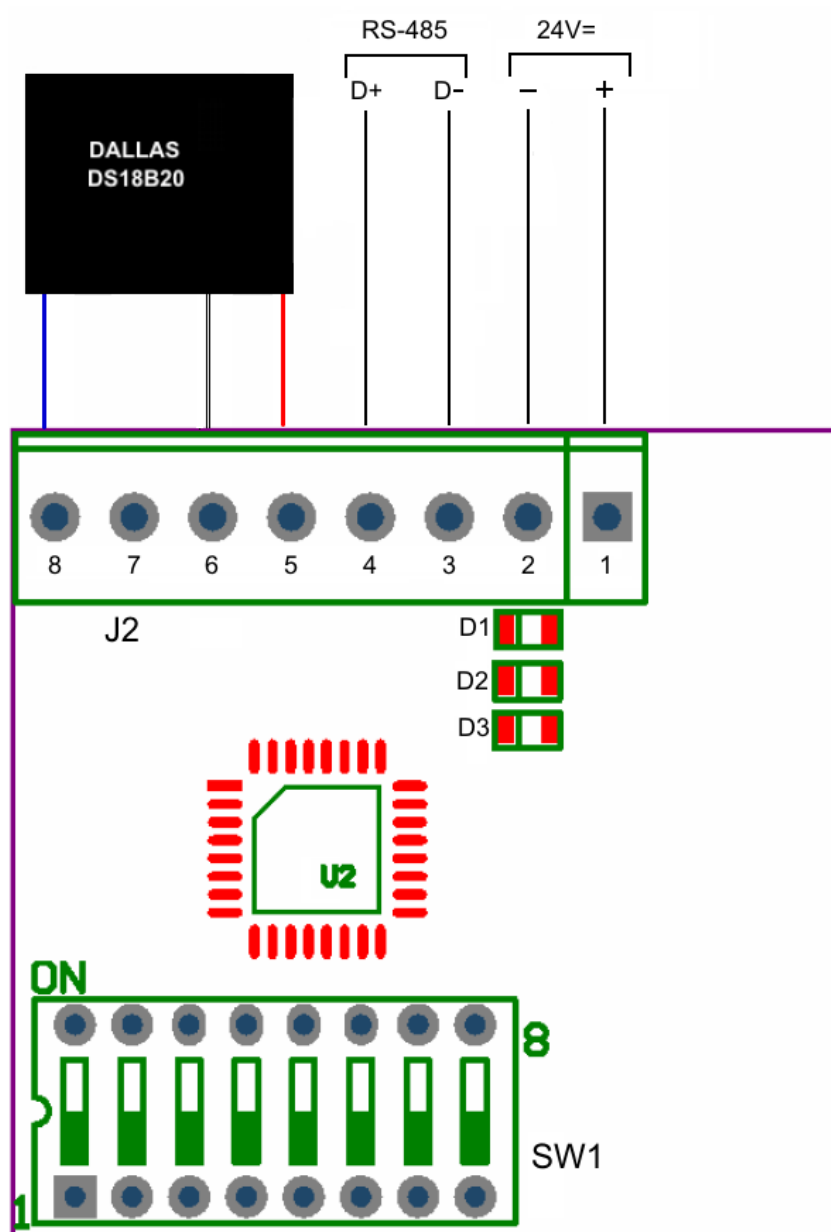 RS-485 24V=
D+ D- − +
DALLAS
DS18B20
8 7 6 5 4 3 2 1
J2
D1
D2
D3
U2
ON
8
SW1
1